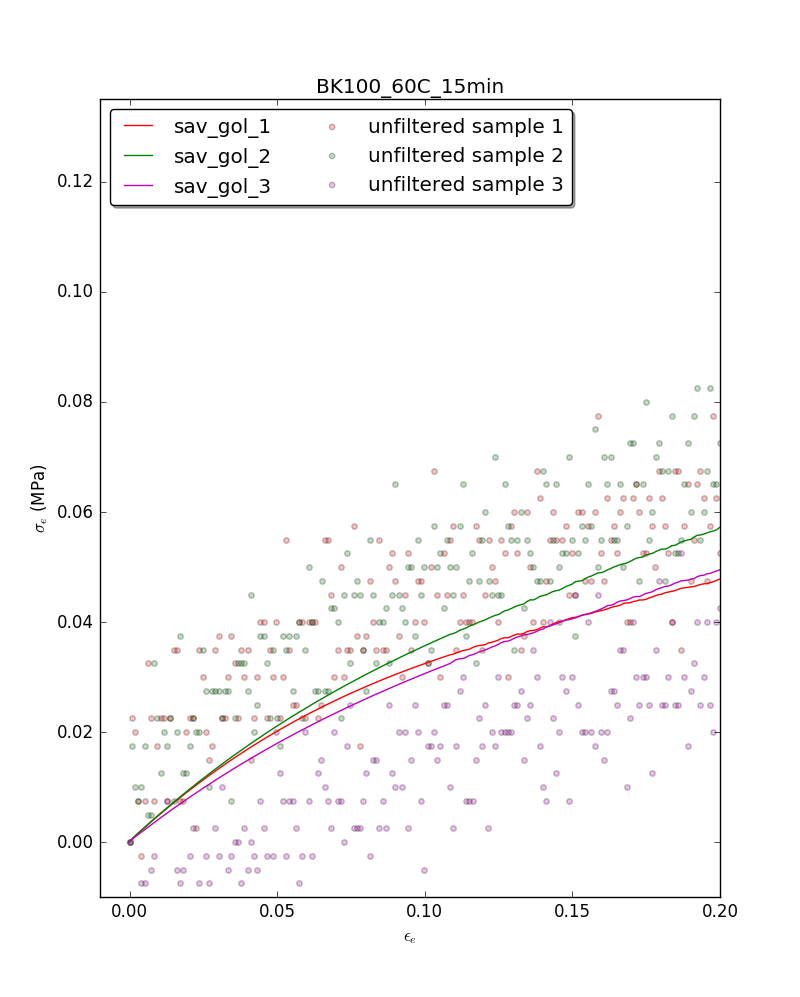 BK100_60C_15min
sav_gol_1 unfiltered sample 1
sav_gol_2 unfiltered sample 2
sav_gol_3 unfiltered sample 3
0.12
0.10
0.08
0.06
0.04
0.02
0.00
σₑ (MPa)
0.00 0.05 0.10 0.15 0.20
ϵₑ